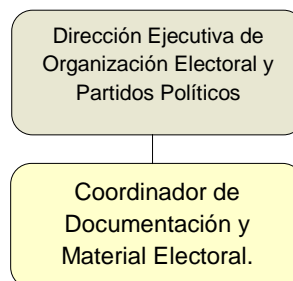 Dirección Ejecutiva de
Organización Electoral y
Partidos Políticos
Coordinador de
Documentación y
Material Electoral.